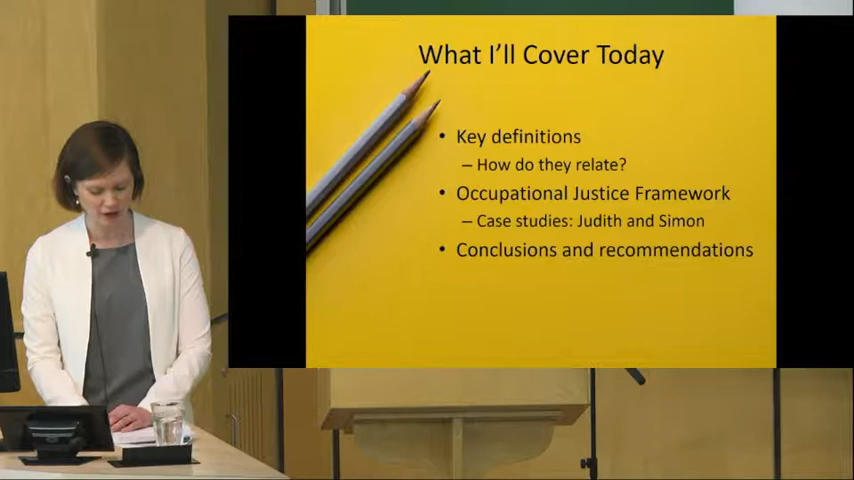 What I'll Cover Today
• Key definitions
– How do they relate?
• Occupational Justice Framework
– Case studies: Judith and Simon
• Conclusions and recommendations